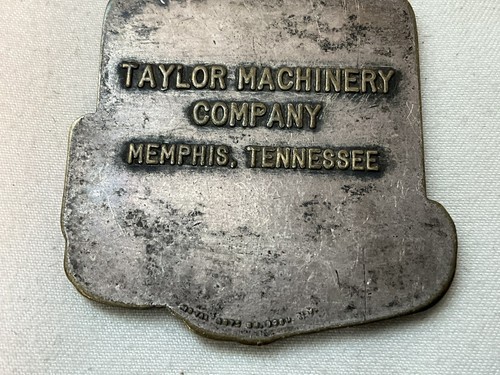 TAYLOR MACHINERY
COMPANY
MEMPHIS, TENNESSEE